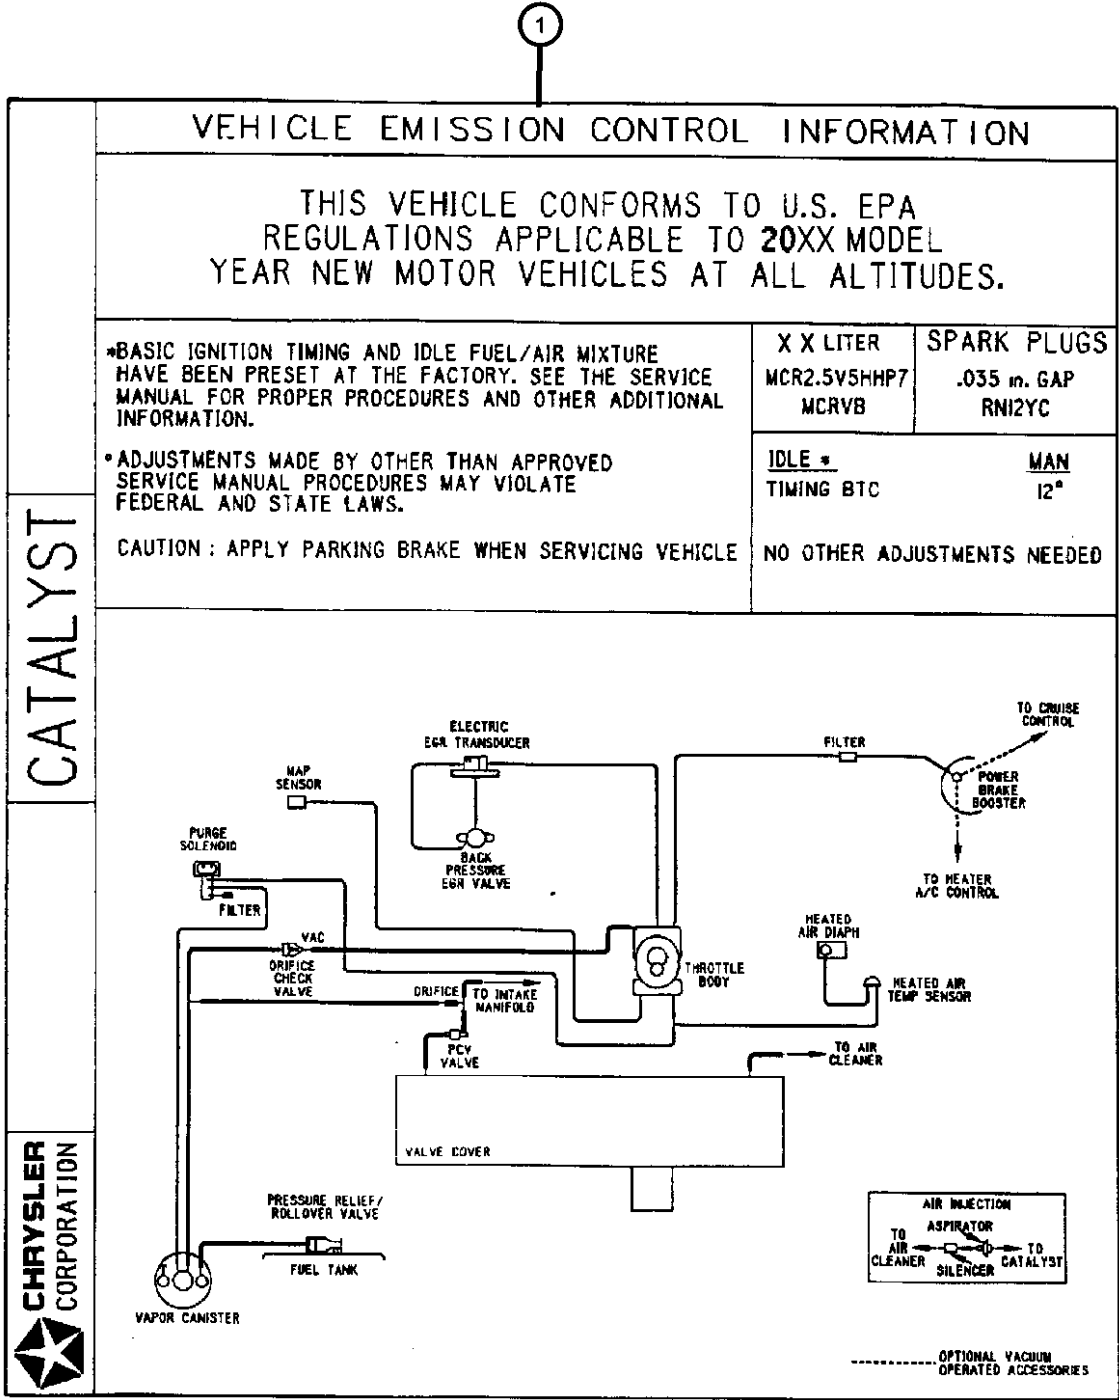 1
VEHICLE EMISSION CONTROL INFORMATION
THIS VEHICLE CONFORMS TO U.S. EPA
REGULATIONS APPLICABLE TO 20XX MODEL
YEAR NEW MOTOR VEHICLES AT ALL ALTITUDES.
*BASIC IGNITION TIMING AND IDLE FUEL/AIR MIXTURE
HAVE BEEN PRESET AT THE FACTORY. SEE THE SERVICE
MANUAL FOR PROPER PROCEDURES AND OTHER ADDITIONAL
INFORMATION.
•ADJUSTMENTS MADE BY OTHER THAN APPROVED
SERVICE MANUAL PROCEDURES MAY VIOLATE
FEDERAL AND STATE LAWS.
CAUTION : APPLY PARKING BRAKE WHEN SERVICING VEHICLE
X X LITER
MCR2.5V5HHP7
MCRVB
SPARK PLUGS
.035 in. GAP
RN12YC
IDLE *
MAN
TIMING BTC
12°
NO OTHER ADJUSTMENTS NEEDED
CATALYST
CHRYSLER
CORPORATION
TO CRUISE
CONTROL
ELECTRIC
EGR TRANSDUCER
FILTER
MAP
SENSOR
POWER
BRAKE
BOOSTER
PURGE
SOLENOID
BACK
PRESSURE
EGR VALVE
TO HEATER
A/C CONTROL
FILTER
HEATED
AIR DIAPH
VAC
ORIFICE
CHECK
VALVE
THROTTLE
BODY
ORIFICE
TO INTAKE
MANIFOLD
HEATED AIR
TEMP SENSOR
PCV
VALVE
TO AIR
CLEANER
VALVE COVER
PRESSURE RELIEF/
ROLLOVER VALVE
FUEL TANK
VAPOR CANISTER
AIR INJECTION
ASPIRATOR
TO
AIR
CLEANER
SILENCER
TO
CATALYST
OPTIONAL VACUUM
OPERATED ACCESSORIES